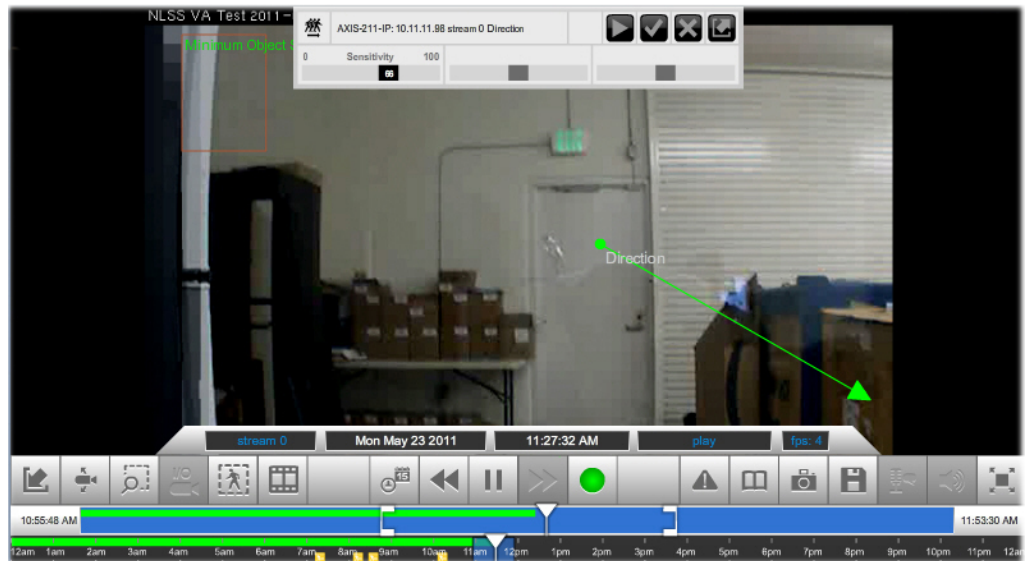 NLSS VA Test 2011-
AXIS-211-IP: 10.11.11.98 stream 0 Direction
Minimum Object
0 Sensitivity 100
66
Direction
stream 0 Mon May 23 2011 11:27:32 AM play fps: 4
I/O
15
10:55:48 AM 11:53:30 AM
12am 1am 2am 3am 4am 5am 6am 7am 8am 9am 10am 11am 12pm 1pm 2pm 3pm 4pm 5pm 6pm 7pm 8pm 9pm 10pm 11pm 12am